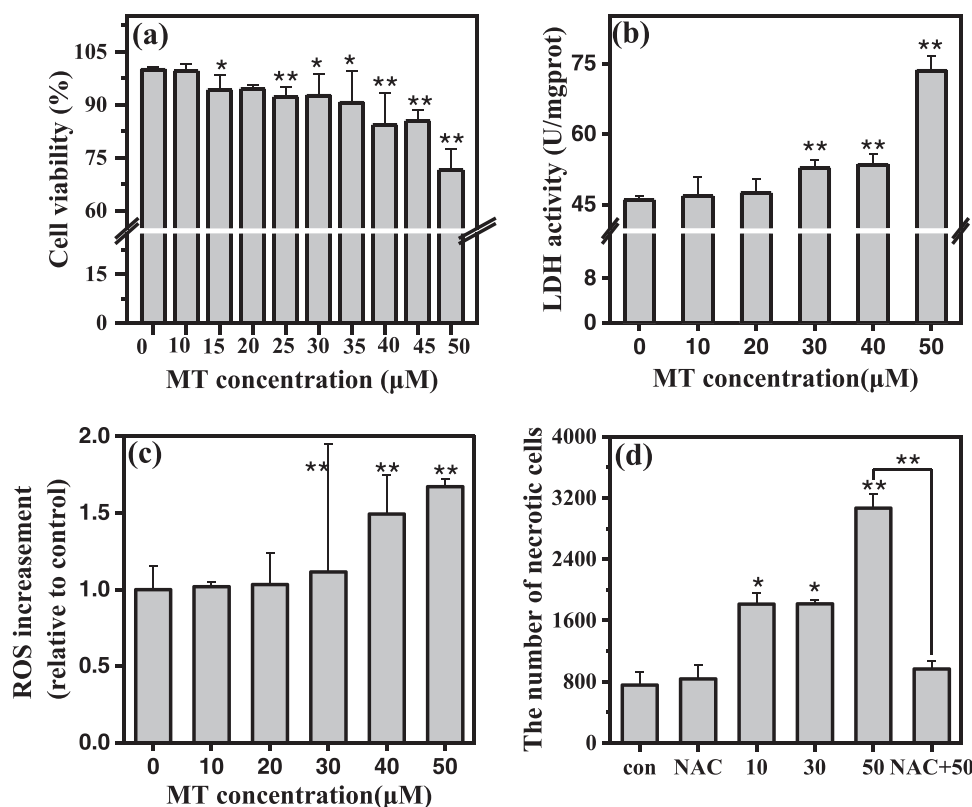 (a)
Cell viability (%)
105
90
75
60
15
0
* ** * * ** ** **
0 10 15 20 25 30 35 40 45 50
MT concentration (μM)
(b)
LDH activity (U/mgprot)
75
60
45
8
0
** ** **
0 10 20 30 40 50
MT concentration(μM)
(c)
ROS increasement
(relative to control)
2.0
1.5
1.0
0.5
0.0
** ** **
0 10 20 30 40 50
MT concentration(μM)
(d)
The number of necrotic cells
4000
3200
2400
1600
800
0
* * ** **
con NAC 10 30 50 NAC+50